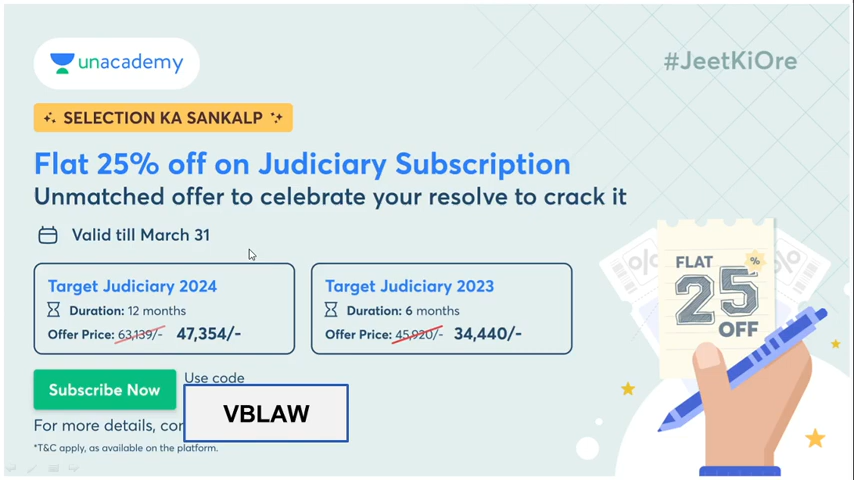 unacademy
#JeetKiOre
SELECTION KA SANKALP
Flat 25% off on Judiciary Subscription
Unmatched offer to celebrate your resolve to crack it
Valid till March 31
Target Judiciary 2024
Duration: 12 months
Offer Price: 63,139/- 47,354/-
Target Judiciary 2023
Duration: 6 months
Offer Price: 45,920/- 34,440/-
FLAT
%
25
OFF
% %
Subscribe Now
Use code
VBLAW
For more details,
*T&C apply, as available on the platform.